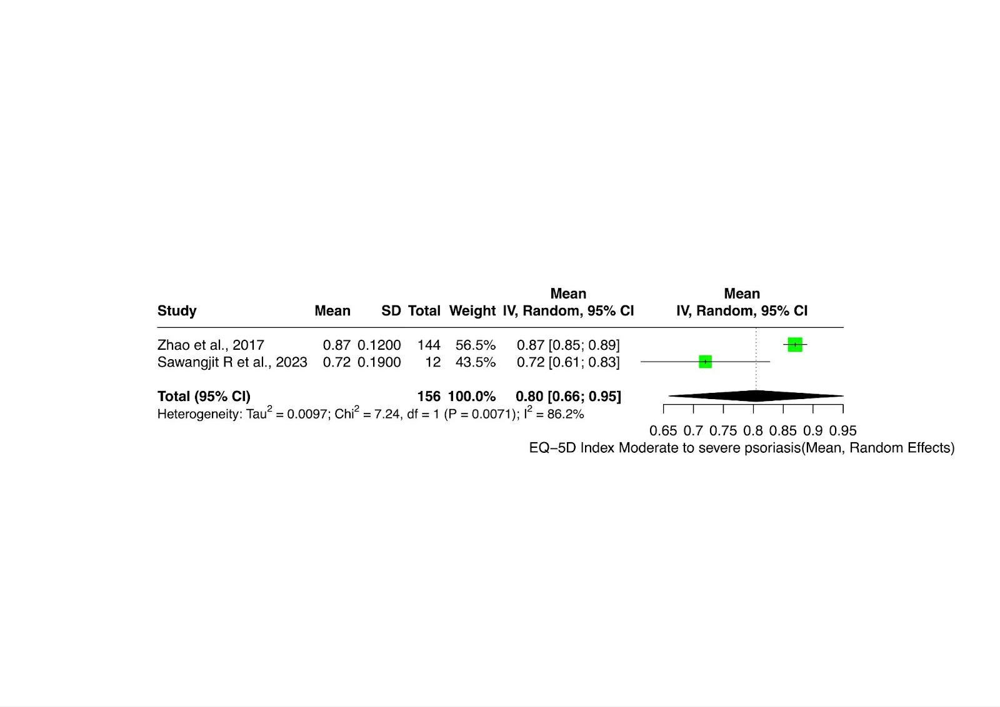 Mean Mean
Study Mean SD Total Weight IV, Random, 95% CI IV, Random, 95% CI
Zhao et al., 2017 0.87 0.1200 144 56.5% 0.87 [0.85; 0.89]
Sawangjit R et al., 2023 0.72 0.1900 12 43.5% 0.72 [0.61; 0.83]
Total (95% CI) 156 100.0% 0.80 [0.66; 0.95]
Heterogeneity: Tau² = 0.0097; Chi² = 7.24, df = 1 (P = 0.0071); I² = 86.2%
0.65 0.7 0.75 0.8 0.85 0.9 0.95
EQ−5D Index Moderate to severe psoriasis(Mean, Random Effects)